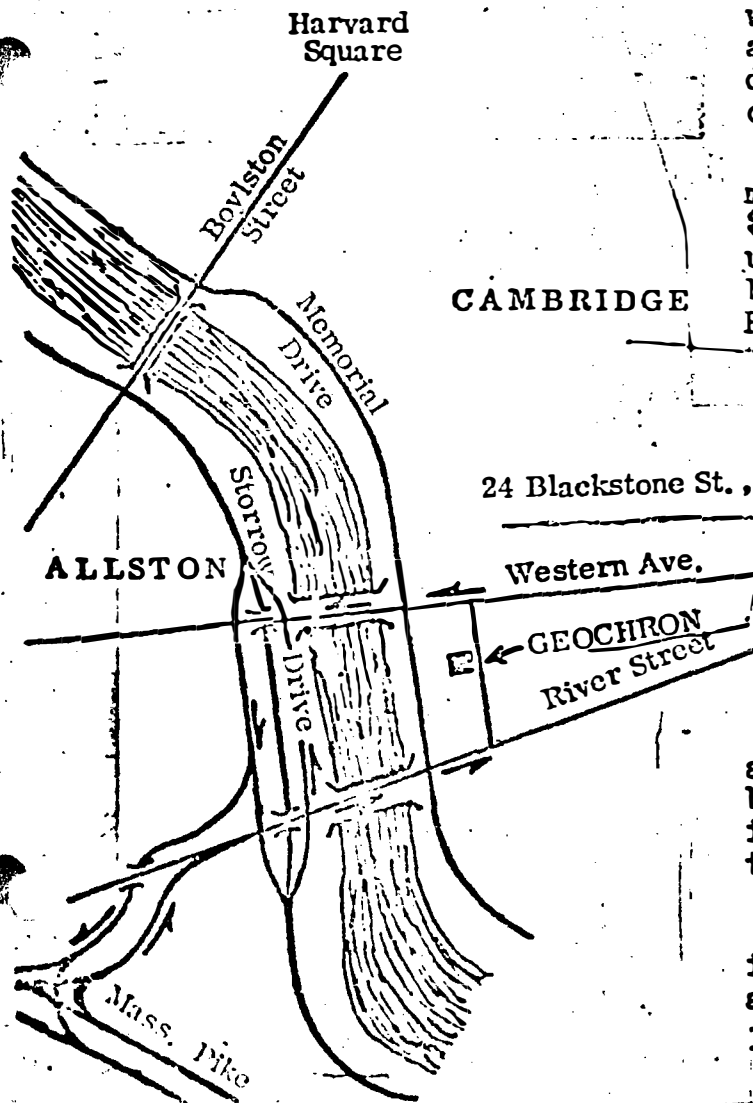 Harvard
Square
Boylston
Street
CAMBRIDGE
Memorial
Drive
24 Blackstone St.,
Storrow
Drive
ALLSTON
Western Ave.
GEOCHRON
River Street
Mass. Pike